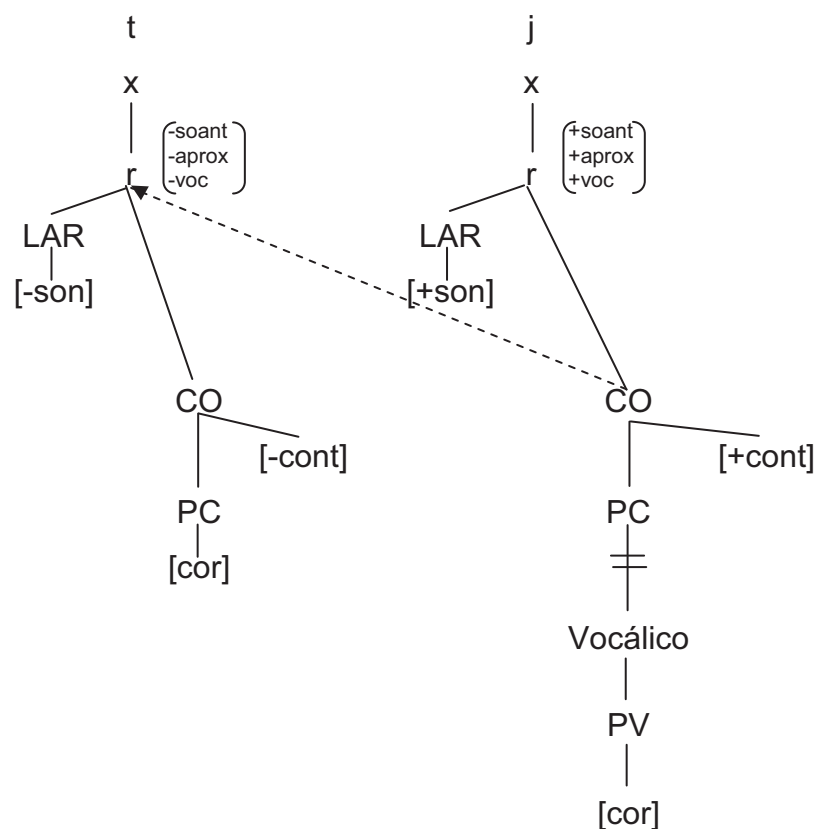 t j
x x
-soant +soant
-aprox +aprox
r -voc r +voc
LAR LAR
[-son] [+son]
CO CO
[-cont] [+cont]
PC PC
[cor]
Vocálico
PV
[cor]